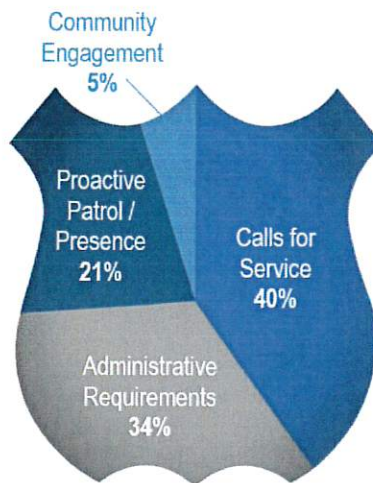 Community
Engagement
5%
Proactive
Patrol /
Presence
21%
Calls for
Service
40%
Administrative
Requirements
34%